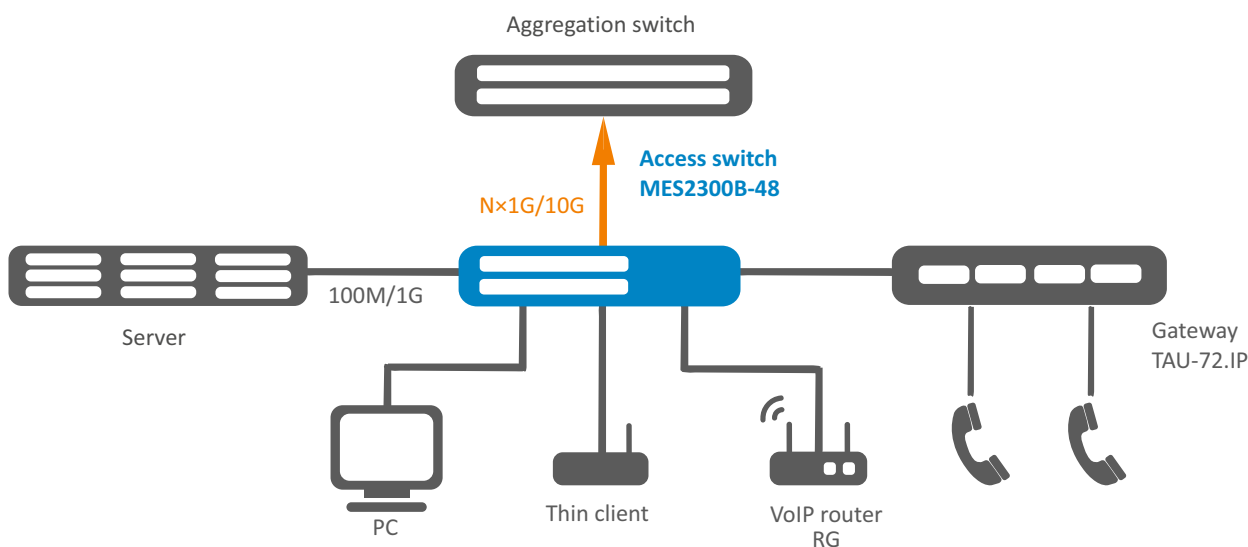 Aggregation switch
Access switch
MES2300B-48
N×1G/10G
100M/1G
Server
Gateway
TAU-72.IP
PC
Thin client
VoIP router
RG